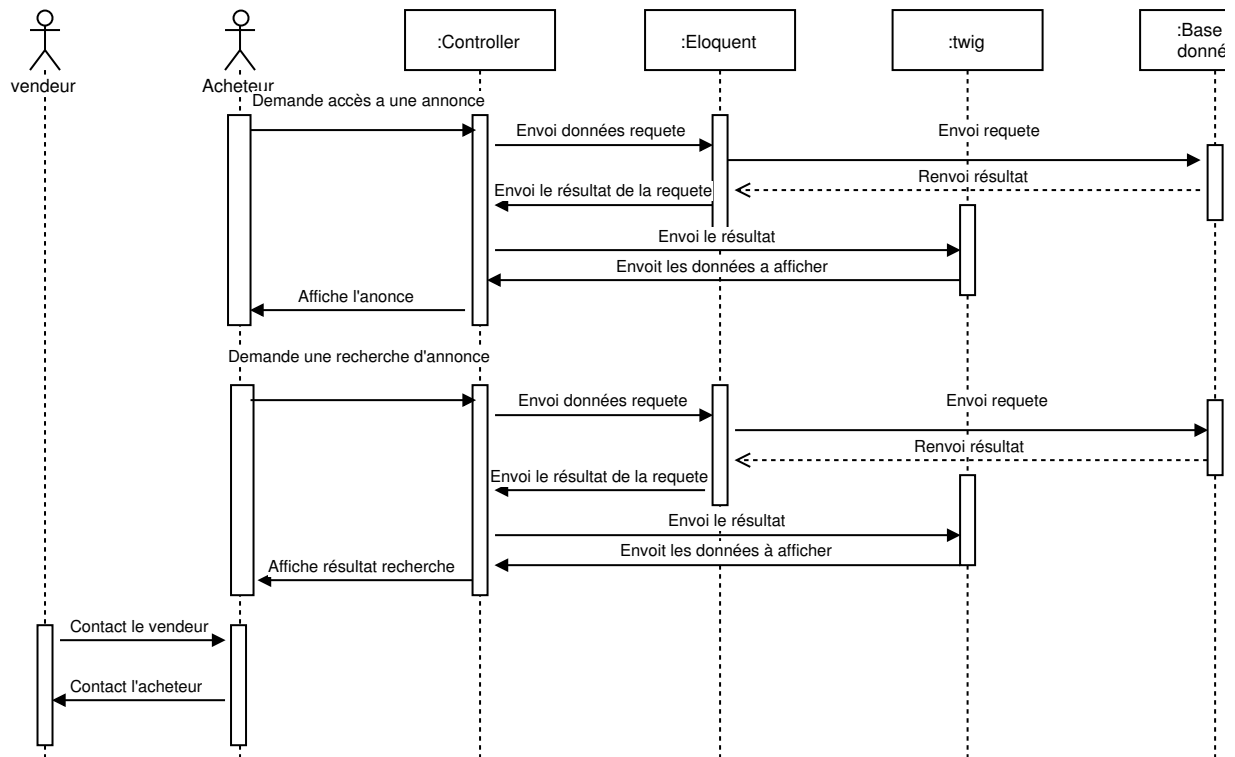 vendeur
Acheteur
:Controller
:Eloquent
:twig
:Base
donné
Demande accès a une annonce
Envoi données requete
Envoi requete
Renvoi résultat
Envoi le résultat de la requete
Envoi le résultat
Envoit les données a afficher
Affiche l'anonce
Demande une recherche d'annonce
Envoi données requete
Envoi requete
Renvoi résultat
Envoi le résultat de la requete
Envoi le résultat
Envoit les données à afficher
Affiche résultat recherche
Contact le vendeur
Contact l'acheteur